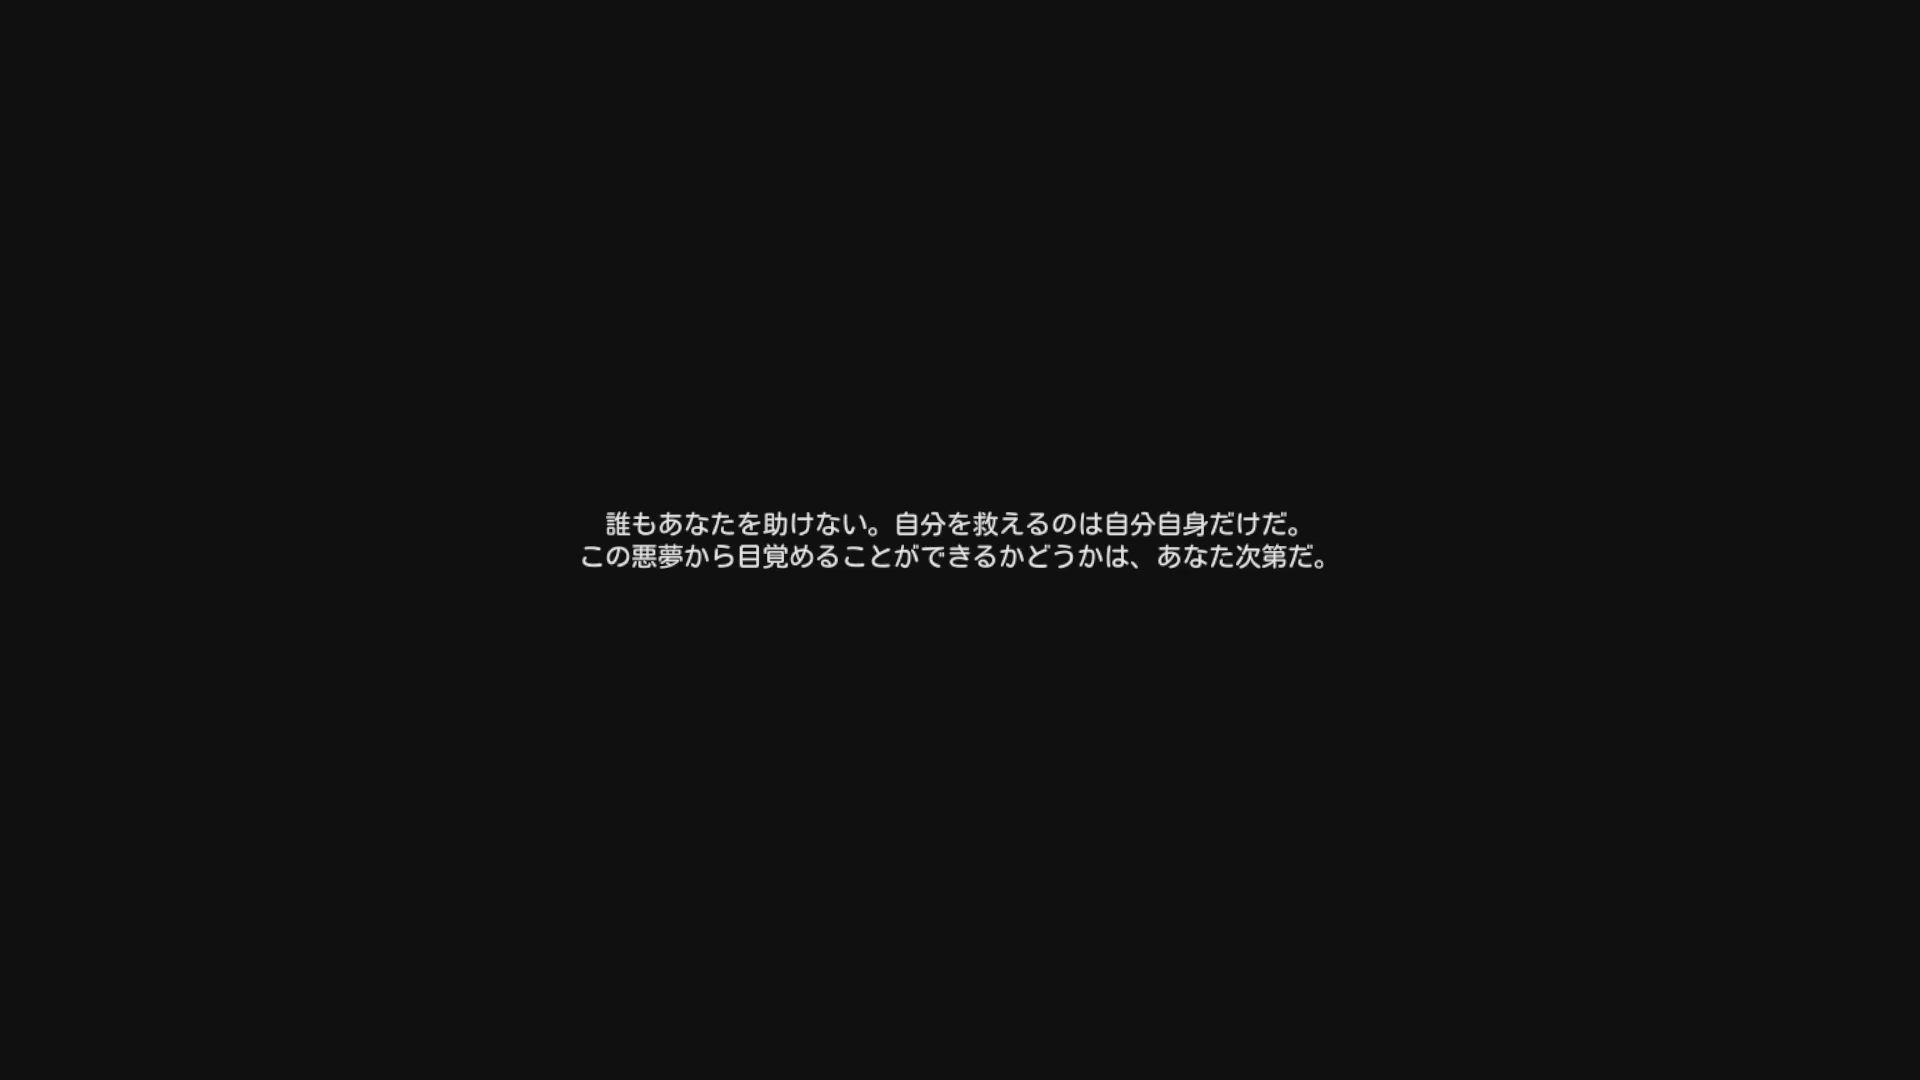 誰もあなたを助けない。自分を救えるのは自分自身だけだ。
この悪夢から目覚めることができるかどうかは、あなた次第だ。